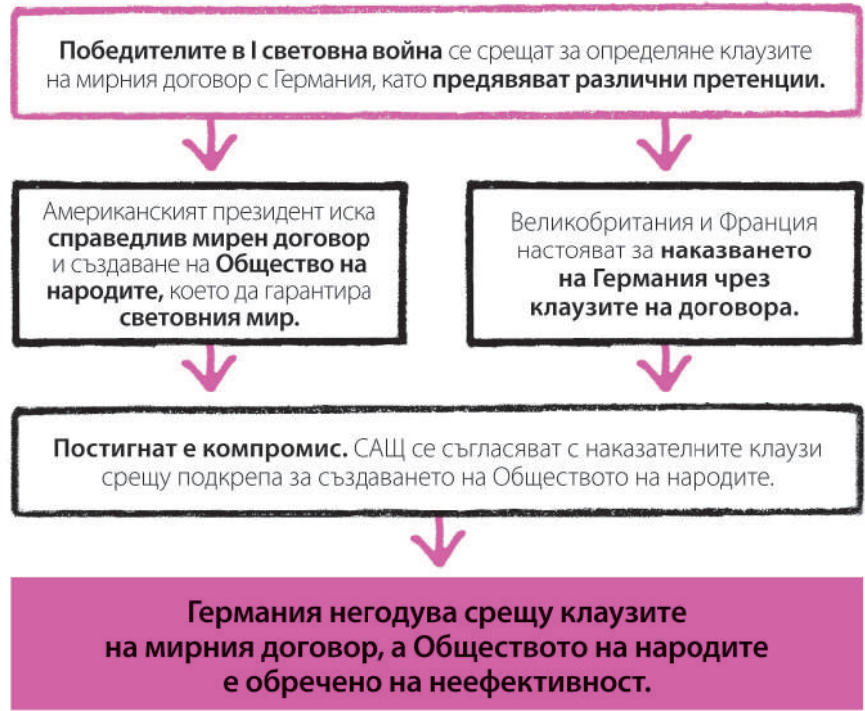 Победителите в I световна война се срещат за определяне клаузите
на мирния договор с Германия, като предявяват различни претенции.
Американският президент иска
справедлив мирен договор
и създаване на Общество на
народите, което да гарантира
световния мир.
Великобритания и Франция
настояват за наказването
на Германия чрез
клаузите на договора.
Постигнат е компромис. САЩ се съгласяват с наказателните клаузи
срещу подкрепа за създаването на Обществото на народите.
Германия негодува срещу клаузите
на мирния договор, а Обществото на народите
е обречено на неефективност.